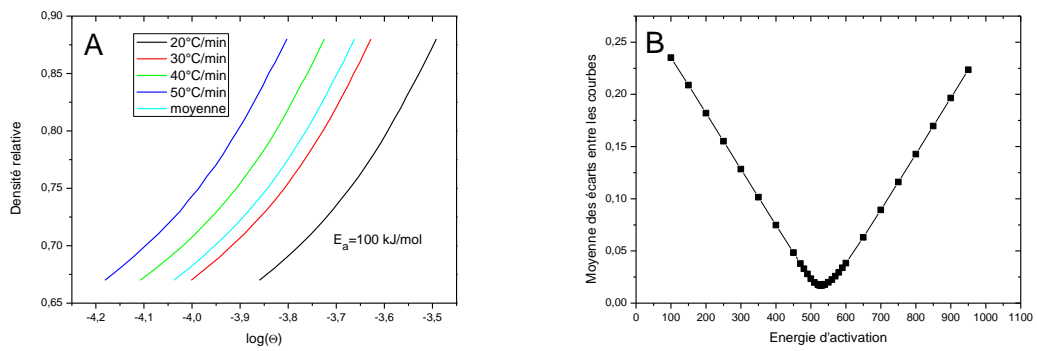 A
20°C/min
30°C/min
40°C/min
50°C/min
moyenne
E_a=100 kJ/mol
Densité relative
0,90
0,85
0,80
0,75
0,70
0,65
-4,2 -4,1 -4,0 -3,9 -3,8 -3,7 -3,6 -3,5
log(Θ)
B
Moyenne des écarts entre les courbes
0,25
0,20
0,15
0,10
0,05
0,00
0 100 200 300 400 500 600 700 800 900 1000 1100
Energie d'activation